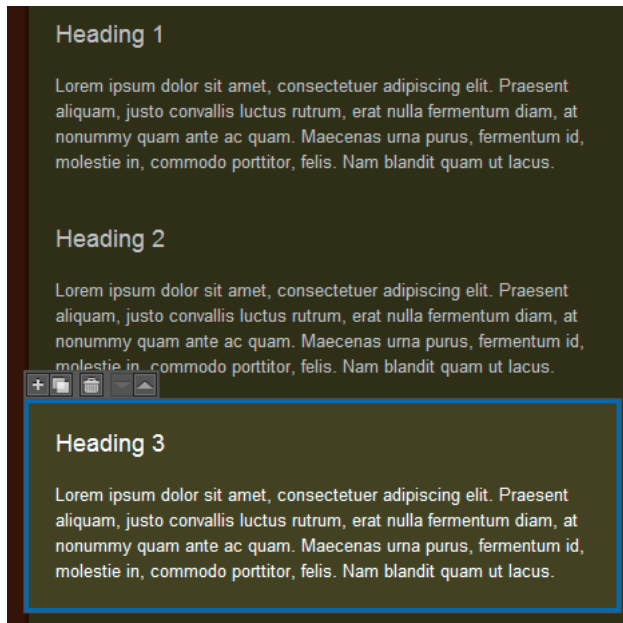 Heading 1
Lorem ipsum dolor sit amet, consectetuer adipiscing elit. Praesent
aliquam, justo convallis luctus rutrum, erat nulla fermentum diam, at
nonummy quam ante ac quam. Maecenas urna purus, fermentum id,
molestie in, commodo porttitor, felis. Nam blandit quam ut lacus.
Heading 2
Lorem ipsum dolor sit amet, consectetuer adipiscing elit. Praesent
aliquam, justo convallis luctus rutrum, erat nulla fermentum diam, at
nonummy quam ante ac quam. Maecenas urna purus, fermentum id,
molestie in, commodo porttitor, felis. Nam blandit quam ut lacus.
Heading 3
Lorem ipsum dolor sit amet, consectetuer adipiscing elit. Praesent
aliquam, justo convallis luctus rutrum, erat nulla fermentum diam, at
nonummy quam ante ac quam. Maecenas urna purus, fermentum id,
molestie in, commodo porttitor, felis. Nam blandit quam ut lacus.